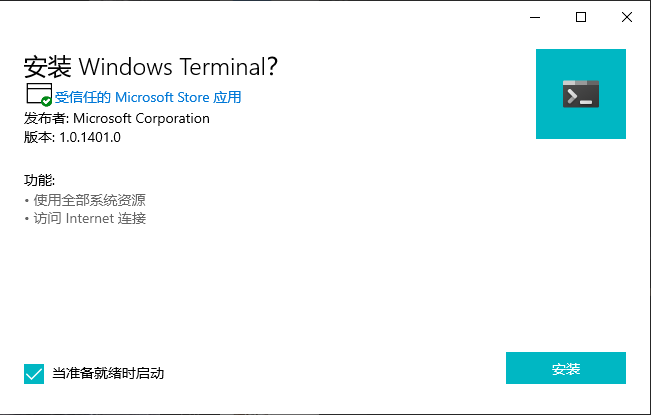 安装 Windows Terminal?
受信任的 Microsoft Store 应用
发布者: Microsoft Corporation
版本: 1.0.1401.0
功能:
• 使用全部系统资源
• 访问 Internet 连接
当准备就绪时启动
安装